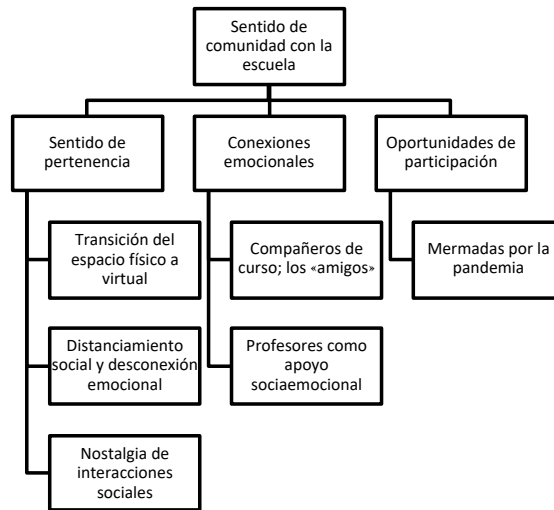 Sentido de
comunidad con la
escuela
Sentido de
pertenencia
Conexiones
emocionales
Oportunidades de
participación
Transición del
espacio físico a
virtual
Compañeros de
curso; los «amigos»
Mermadas por la
pandemia
Distanciamiento
social y desconexión
emocional
Profesores como
apoyo
sociaemocional
Nostalgia de
interacciones
sociales